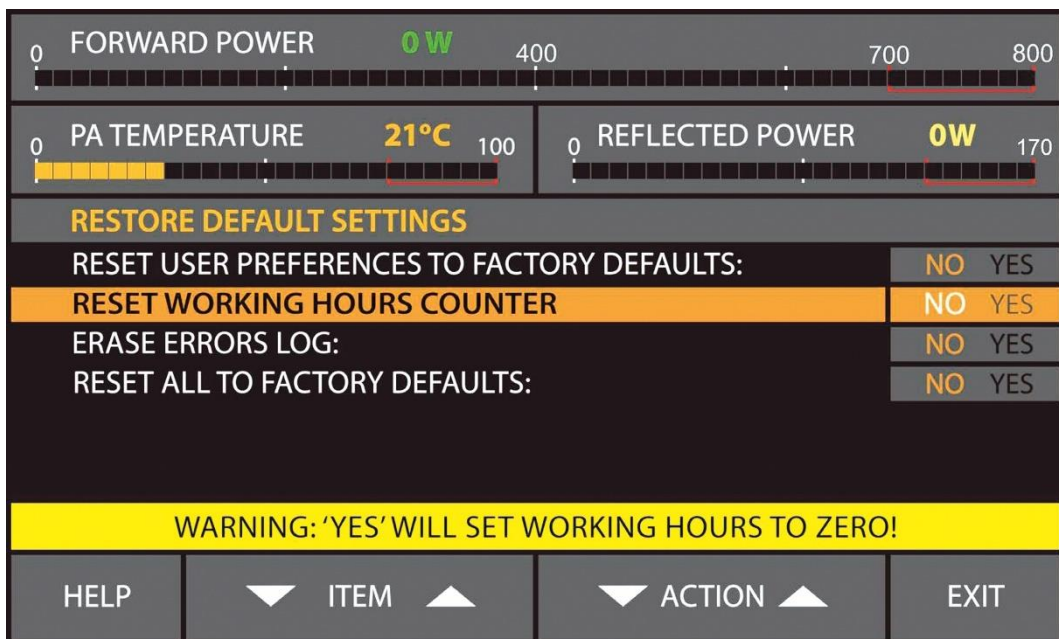 FORWARD POWER 0 W
0 400 700 800
PA TEMPERATURE 21°C
0 100
REFLECTED POWER 0W
0 170
RESTORE DEFAULT SETTINGS
RESET USER PREFERENCES TO FACTORY DEFAULTS: NO YES
RESET WORKING HOURS COUNTER NO YES
ERASE ERRORS LOG: NO YES
RESET ALL TO FACTORY DEFAULTS: NO YES
WARNING: ‘YES’ WILL SET WORKING HOURS TO ZERO!
HELP ITEM ACTION EXIT